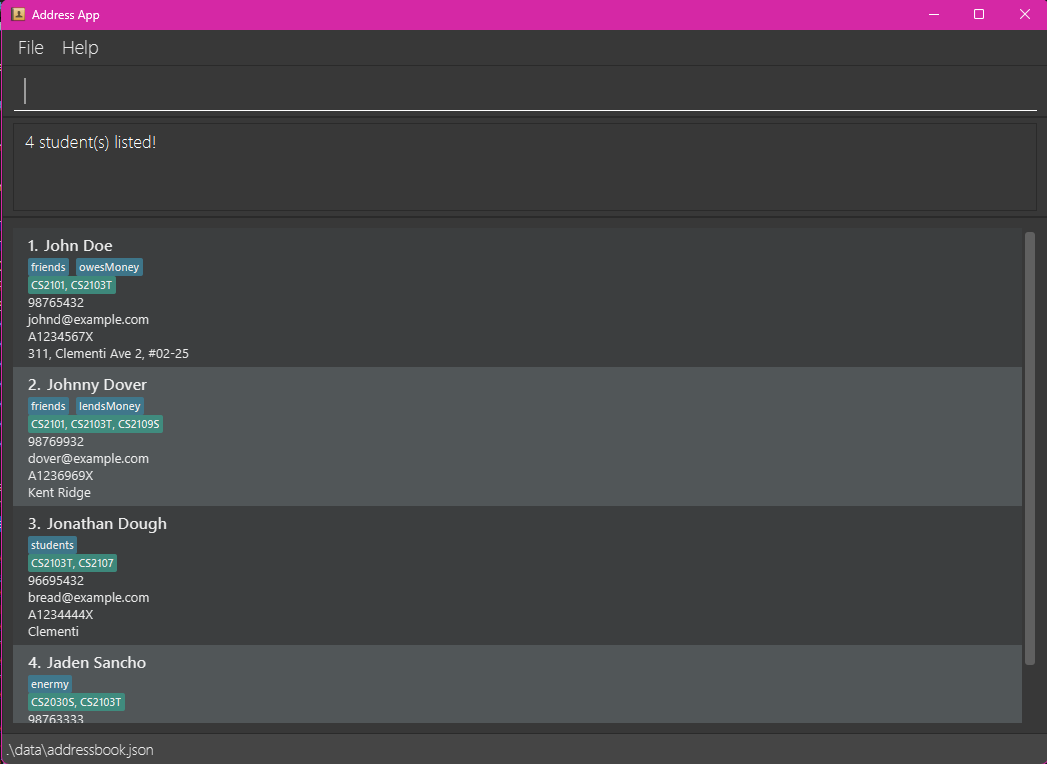 Address App
File Help
4 student(s) listed!
1. John Doe
friends owesMoney
CS2101, CS2103T
98765432
johnd@example.com
A1234567X
311, Clementi Ave 2, #02-25
2. Johnny Dover
friends lendsMoney
CS2101, CS2103T, CS2109S
98769932
dover@example.com
A1236969X
Kent Ridge
3. Jonathan Dough
students
CS2103T, CS2107
96695432
bread@example.com
A1234444X
Clementi
4. Jaden Sancho
enermy
CS2030S, CS2103T
98763333
.\data\addressbook.json